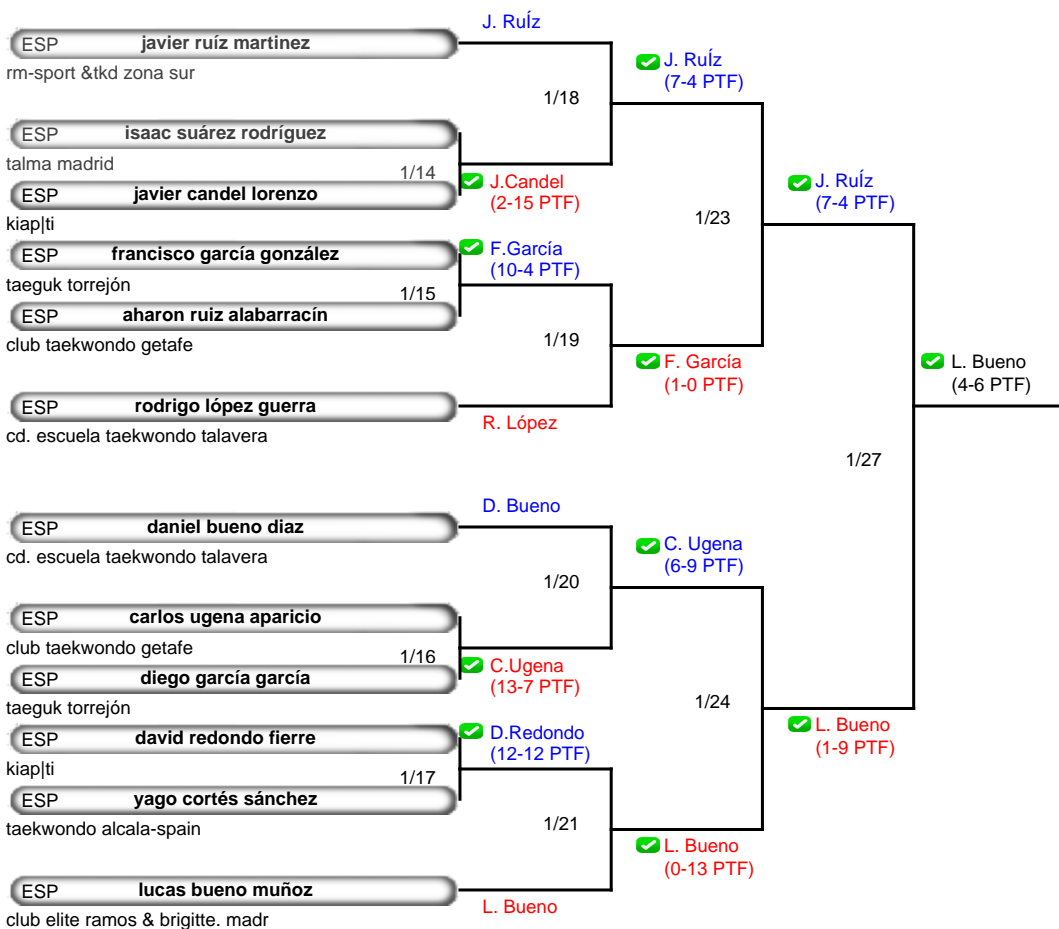 J. RuÍz
ESP javier ruíz martinez
rm-sport &tkd zona sur
J. RuÍz
(7-4 PTF)
1/18
ESP isaac suárez rodríguez
talma madrid
1/14
J.Candel
(2-15 PTF)
ESP javier candel lorenzo
kiap|ti
J. RuÍz
(7-4 PTF)
1/23
ESP francisco garcía gonzález
taeguk torrejón
F.García
(10-4 PTF)
1/15
ESP aharon ruiz alabarracín
club taekwondo getafe
1/19
F. García
(1-0 PTF)
L. Bueno
(4-6 PTF)
ESP rodrigo lópez guerra
cd. escuela taekwondo talavera
R. López
1/27
D. Bueno
ESP daniel bueno diaz
cd. escuela taekwondo talavera
C. Ugena
(6-9 PTF)
1/20
ESP carlos ugena aparicio
club taekwondo getafe
1/16
C.Ugena
(13-7 PTF)
ESP diego garcía garcía
taeguk torrejón
1/24
L. Bueno
(1-9 PTF)
ESP david redondo fierre
kiap|ti
D.Redondo
(12-12 PTF)
1/17
ESP yago cortés sánchez
taekwondo alcala-spain
1/21
L. Bueno
(0-13 PTF)
ESP lucas bueno muñoz
club elite ramos & brigitte. madr
L. Bueno